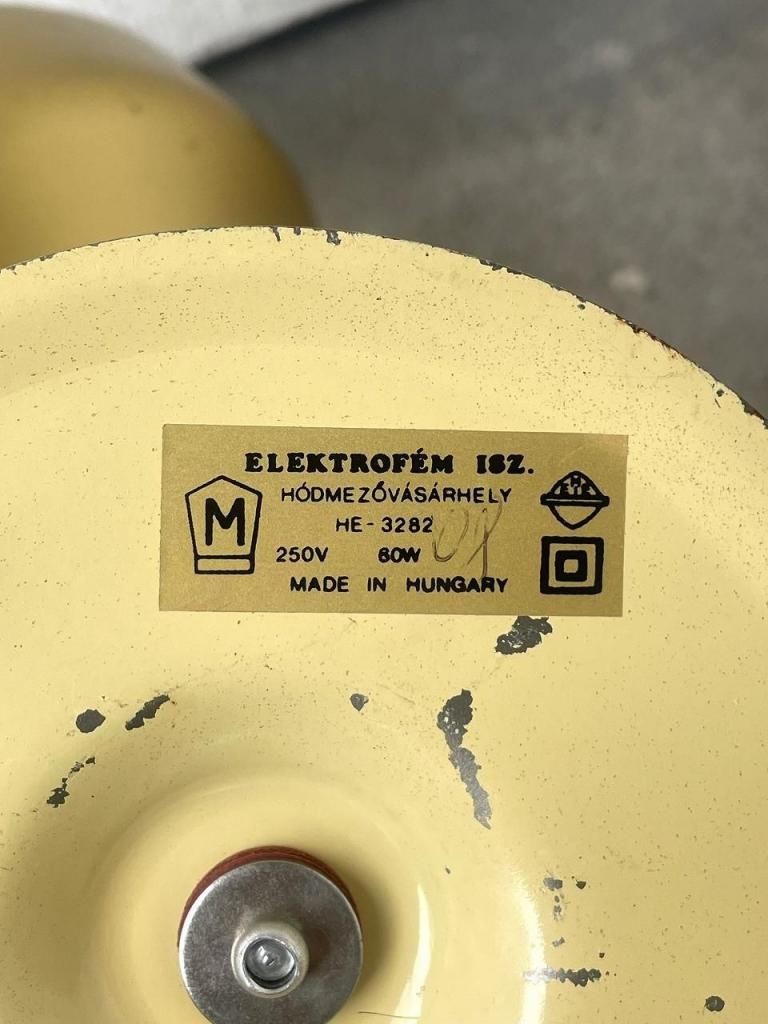 ELEKTROFÉM ISZ.
M
HÓDMEZŐVÁSÁRHELY
HE-3282
250V 60W
MADE IN HUNGARY